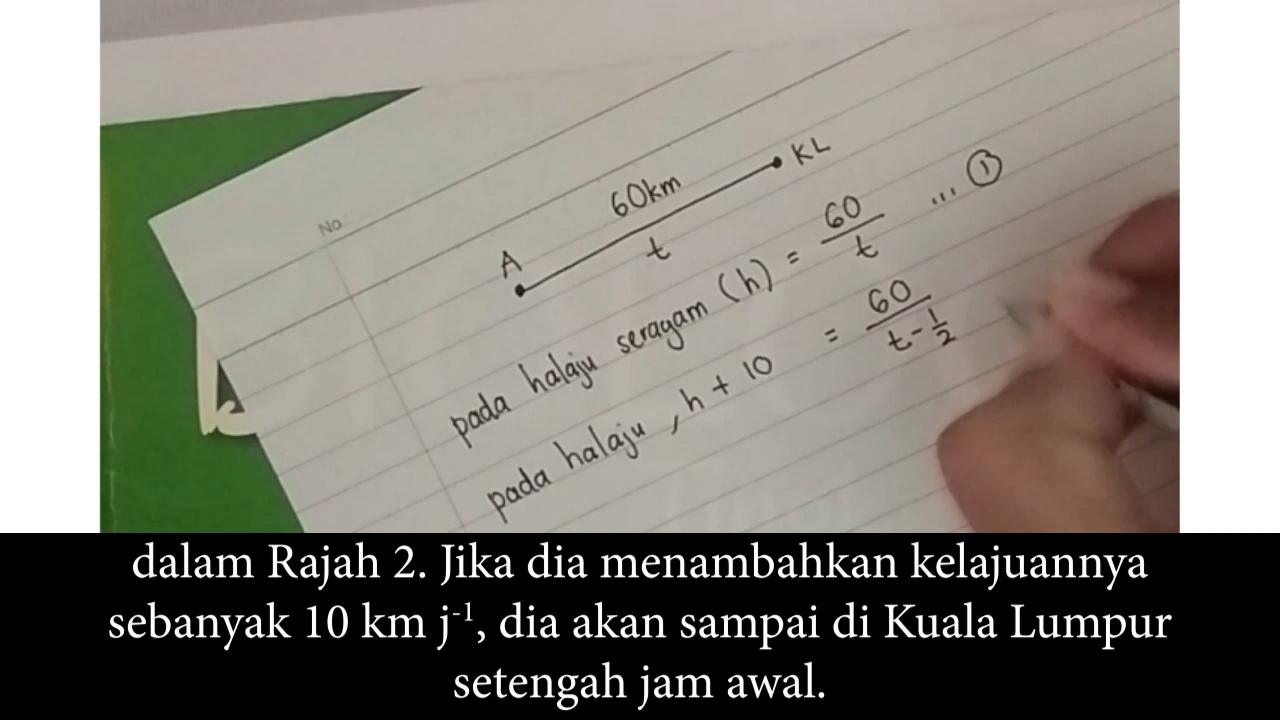 No.
A
60km
t
KL
pada halaju seragam (h) = 60/t ... ①
pada halaju, h + 10 = 60/(t - 1/2)
dalam Rajah 2. Jika dia menambahkan kelajuannya
sebanyak 10 km j⁻¹, dia akan sampai di Kuala Lumpur
setengah jam awal.